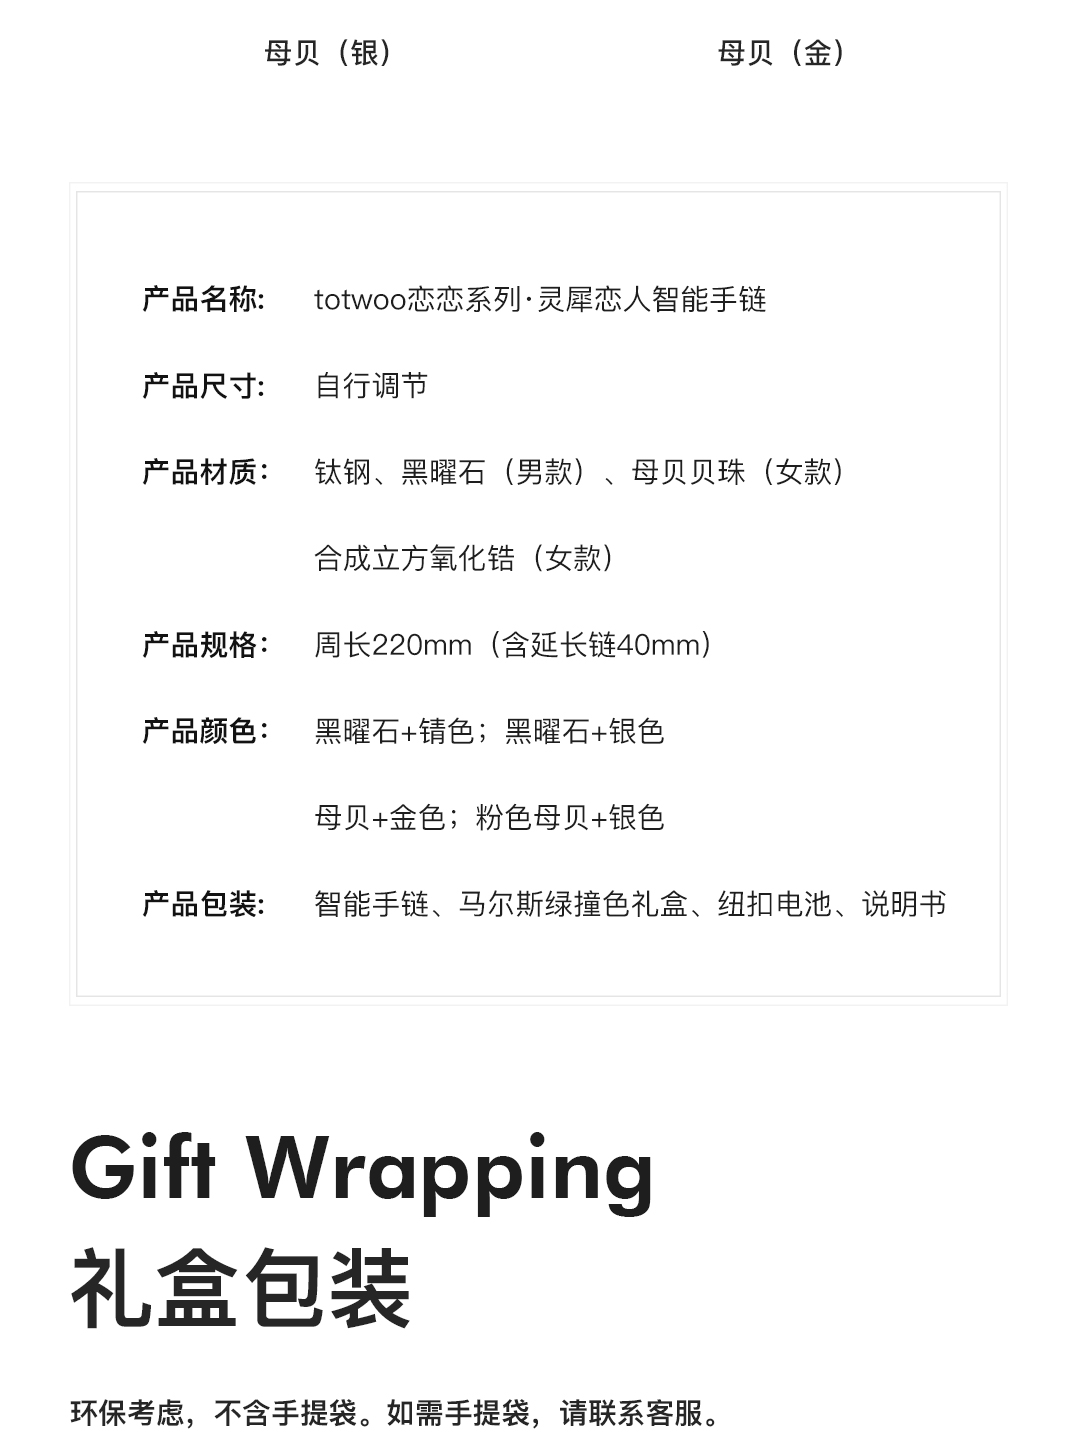 母贝（银） 母贝（金）
产品名称: totwoo恋恋系列·灵犀恋人智能手链
产品尺寸: 自行调节
产品材质： 钛钢、黑曜石（男款）、母贝贝珠（女款）
合成立方氧化锆（女款）
产品规格： 周长220mm（含延长链40mm）
产品颜色： 黑曜石+锖色；黑曜石+银色
母贝+金色；粉色母贝+银色
产品包装: 智能手链、马尔斯绿撞色礼盒、纽扣电池、说明书
Gift Wrapping
礼盒包装
环保考虑，不含手提袋。如需手提袋，请联系客服。